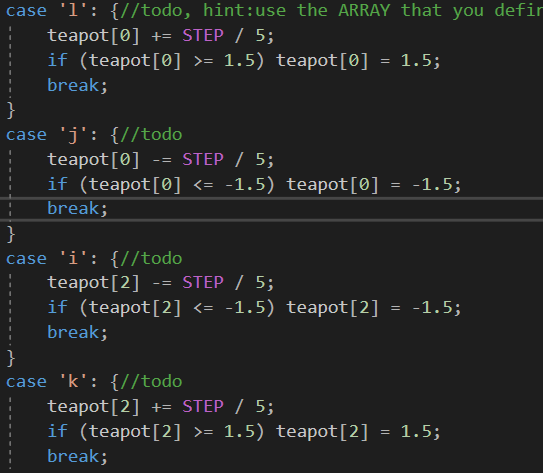 case 'l': {//todo, hint:use the ARRAY that you defin
teapot[0] += STEP / 5;
if (teapot[0] >= 1.5) teapot[0] = 1.5;
break;
}
case 'j': {//todo
teapot[0] -= STEP / 5;
if (teapot[0] <= -1.5) teapot[0] = -1.5;
break;
}
case 'i': {//todo
teapot[2] -= STEP / 5;
if (teapot[2] <= -1.5) teapot[2] = -1.5;
break;
}
case 'k': {//todo
teapot[2] += STEP / 5;
if (teapot[2] >= 1.5) teapot[2] = 1.5;
break;